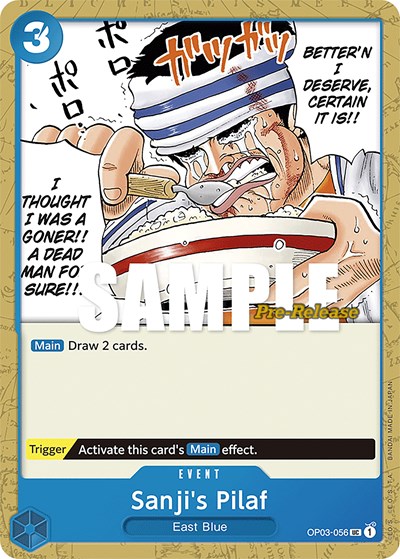 3
ガツガツ
ポロ
ポロ
BETTER'N
I
DESERVE,
CERTAIN
IT IS!!
I
THOUGHT
I WAS A
GONER!!
A DEAD
MAN FOR
SURE!!
SAMPLE
Pre-Release
Main Draw 2 cards.
Trigger Activate this card's Main effect.
EVENT
Sanji's Pilaf
East Blue
OP03-056 UC 1
BANDAI MADE IN JAPAN